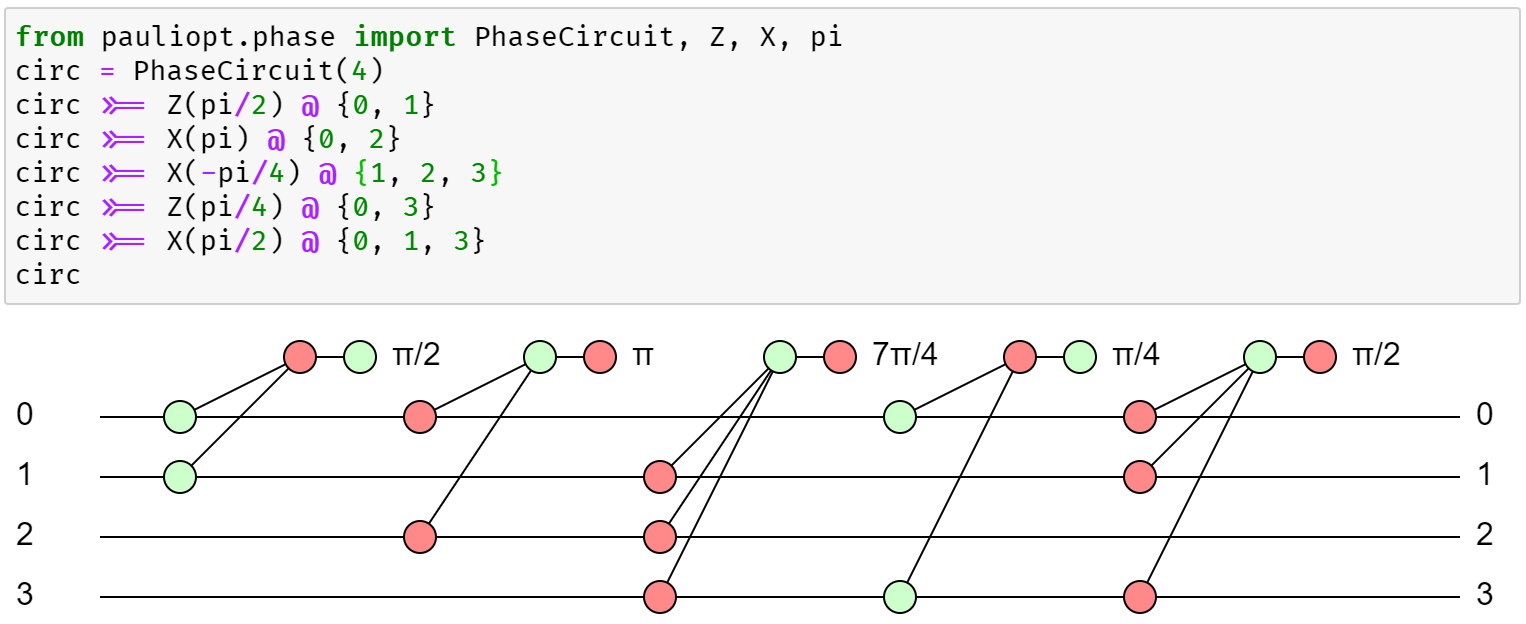 from pauliopt.phase import PhaseCircuit, Z, X, pi
circ = PhaseCircuit(4)
circ >>= Z(pi/2) @ {0, 1}
circ >>= X(pi) @ {0, 2}
circ >>= X(-pi/4) @ {1, 2, 3}
circ >>= Z(pi/4) @ {0, 3}
circ >>= X(pi/2) @ {0, 1, 3}
circ
π/2 π 7π/4 π/4 π/2
0 0
1 1
2 2
3 3